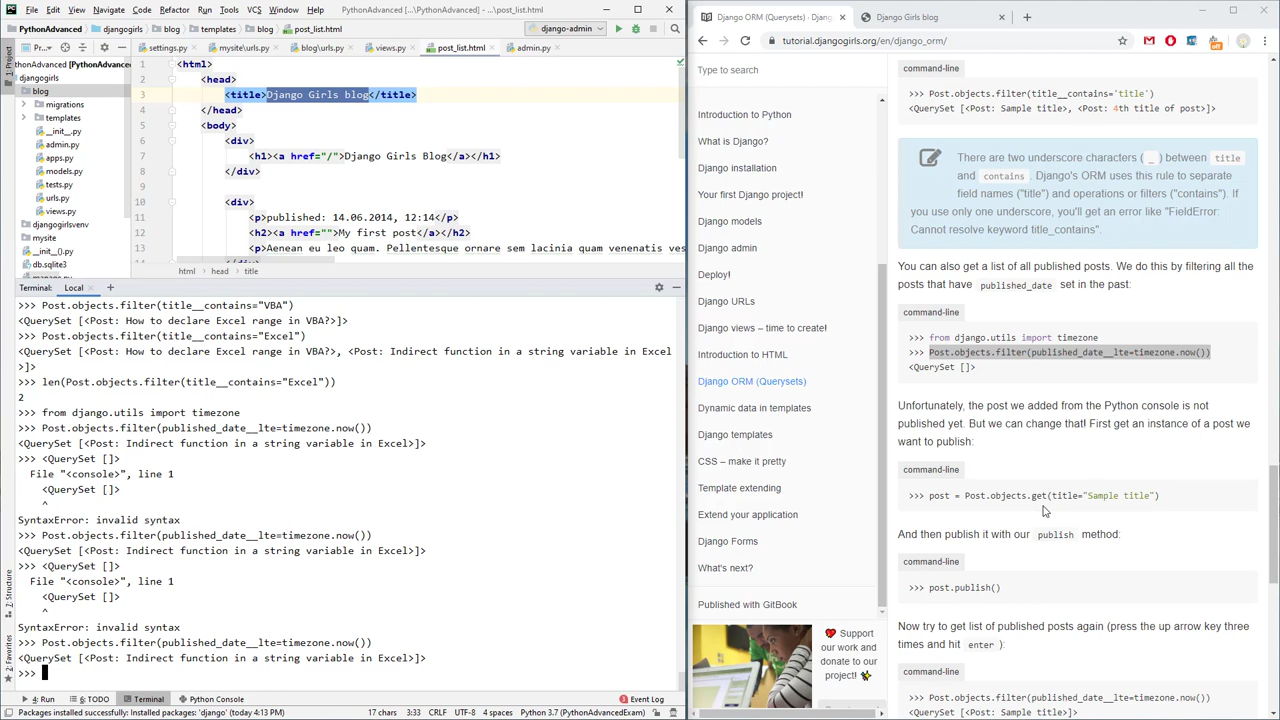 File Edit View Navigate Code Refactor Run Tools VCS Window Help PythonAdvanced [...\PythonAdvanced] - ...\post_list.html
PythonAdvanced djangogirls blog templates blog post_list.html
django-admin
settings.py mysite\urls.py blog\urls.py views.py post_list.html admin.py
1: Project
Pr...
PythonAdvanced C:\
djangogirls
blog
migrations
templates
__init__.py
admin.py
apps.py
models.py
tests.py
urls.py
views.py
djangogirlsvenv
mysite
__init__().py
db.sqlite3
manage.py
1 <html>
2 <head>
3 <title>Django Girls blog</title>
4 </head>
5 <body>
6 <div>
7 <h1><a href="/">Django Girls Blog</a></h1>
8 </div>
9
10 <div>
11 <p>published: 14.06.2014, 12:14</p>
12 <h2><a href="">My first post</a></h2>
13 <p>Aenean eu leo quam. Pellentesque ornare sem lacinia quam venenatis ves
html head title
Terminal: Local +
>>> Post.objects.filter(title__contains="VBA")
<QuerySet [<Post: How to declare Excel range in VBA?>]>
>>> Post.objects.filter(title__contains="Excel")
<QuerySet [<Post: How to declare Excel range in VBA?>, <Post: Indirect function in a string variable in Excel
>]>
>>> len(Post.objects.filter(title__contains="Excel"))
2
>>> from django.utils import timezone
>>> Post.objects.filter(published_date__lte=timezone.now())
<QuerySet [<Post: Indirect function in a string variable in Excel>]>
>>> <QuerySet []>
File "<console>", line 1
<QuerySet []>
^
SyntaxError: invalid syntax
>>> Post.objects.filter(published_date__lte=timezone.now())
<QuerySet [<Post: Indirect function in a string variable in Excel>]>
>>> <QuerySet []>
File "<console>", line 1
<QuerySet []>
^
SyntaxError: invalid syntax
>>> Post.objects.filter(published_date__lte=timezone.now())
<QuerySet [<Post: Indirect function in a string variable in Excel>]>
>>>
7: Structure
2: Favorites
4: Run 6: TODO Terminal Python Console Event Log
Packages installed successfully: Installed packages: 'django' (today 4:13 PM) 17 chars 3:33 CRLF UTF-8 4 spaces Python 3.7 (PythonAdvancedExam)
Django ORM (Querysets) · Djang Django Girls blog
tutorial.djangogirls.org/en/django_orm/
Type to search
Introduction to Python
What is Django?
Django installation
Your first Django project!
Django models
Django admin
Deploy!
Django URLs
Django views – time to create!
Introduction to HTML
Django ORM (Querysets)
Dynamic data in templates
Django templates
CSS – make it pretty
Template extending
Extend your application
Django Forms
What's next?
Published with GitBook
Support
our work and
donate to our
project!
command-line
>>> Post.objects.filter(title__contains='title')
<QuerySet [<Post: Sample title>, <Post: 4th title of post>]>
There are two underscore characters ( _ ) between title
and contains . Django's ORM uses this rule to separate
field names ("title") and operations or filters ("contains"). If
you use only one underscore, you'll get an error like "FieldError:
Cannot resolve keyword title_contains".
You can also get a list of all published posts. We do this by filtering all the
posts that have published_date set in the past:
command-line
>>> from django.utils import timezone
>>> Post.objects.filter(published_date__lte=timezone.now())
<QuerySet []>
Unfortunately, the post we added from the Python console is not
published yet. But we can change that! First get an instance of a post we
want to publish:
command-line
>>> post = Post.objects.get(title="Sample title")
And then publish it with our publish method:
command-line
>>> post.publish()
Now try to get list of published posts again (press the up arrow key three
times and hit enter ):
command-line
>>> Post.objects.filter(published_date__lte=timezone.now())
<QuerySet [<Post: Sample title>]>